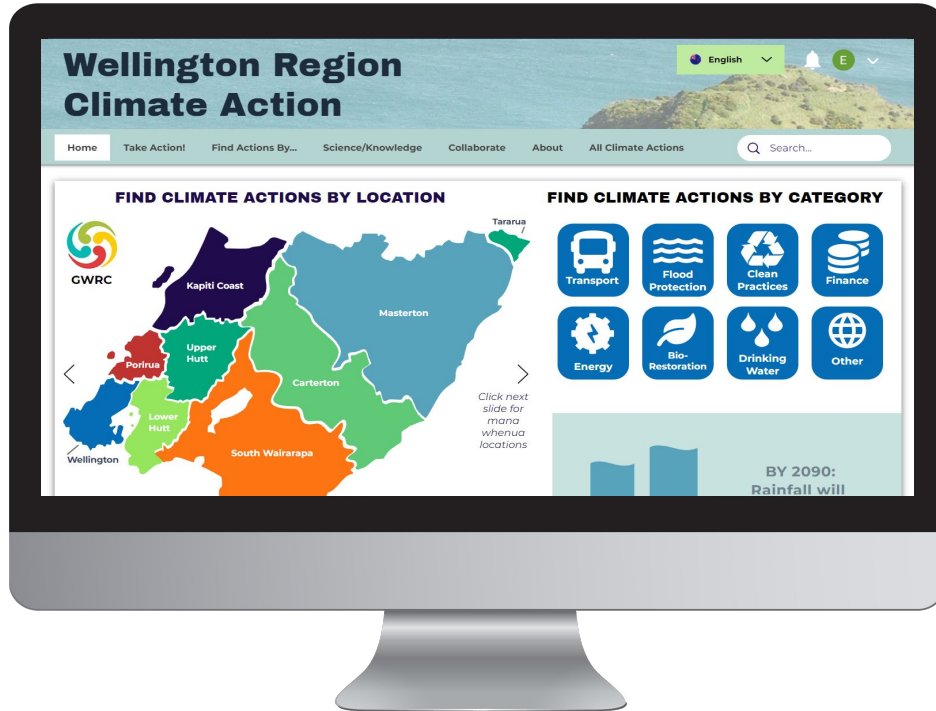 Wellington Region
Climate Action
English
E
Home
Take Action!
Find Actions By...
Science/Knowledge
Collaborate
About
All Climate Actions
Search...
FIND CLIMATE ACTIONS BY LOCATION
GWRC
Tararua
Kapiti Coast
Masterton
Upper
Hutt
Porirua
Carterton
Lower
Hutt
Wellington
South Wairarapa
Click next
slide for
mana
whenua
locations
FIND CLIMATE ACTIONS BY CATEGORY
Transport
Flood
Protection
Clean
Practices
Finance
Energy
Bio-
Restoration
Drinking
Water
Other
BY 2090:
Rainfall will